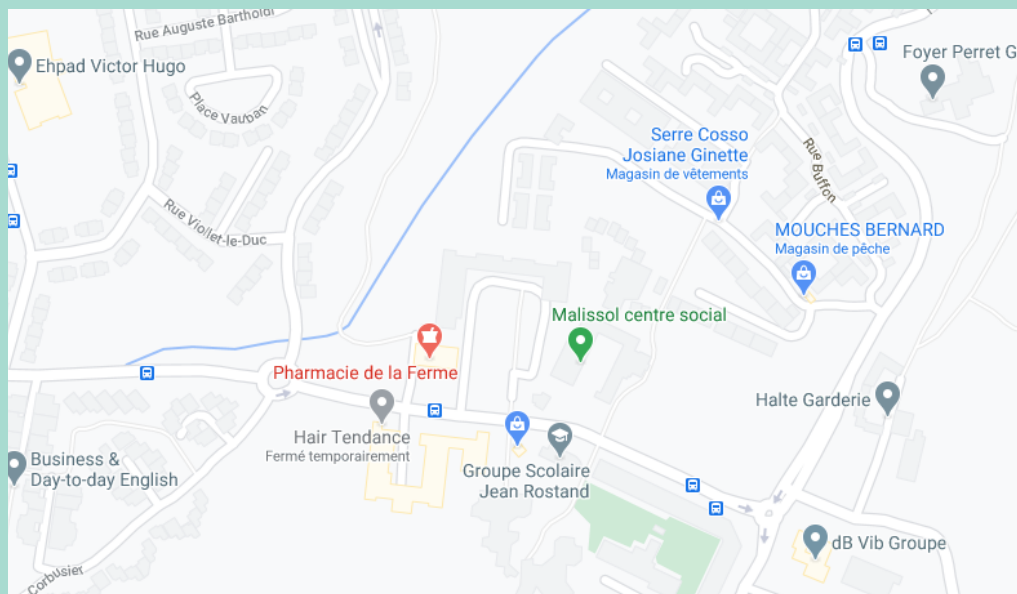 Rue Auguste Bartholdi
Ehpad Victor Hugo
Foyer Perret G
Place Vauban
Serre Cosso
Josiane Ginette
Magasin de vêtements
Rue Buffon
Rue Viollet-le-Duc
MOUCHES BERNARD
Magasin de pêche
Malissol centre social
Pharmacie de la Ferme
Halte Garderie
Hair Tendance
Fermé temporairement
Business &
Day-to-day English
Groupe Scolaire
Jean Rostand
dB Vib Groupe
Corbusier